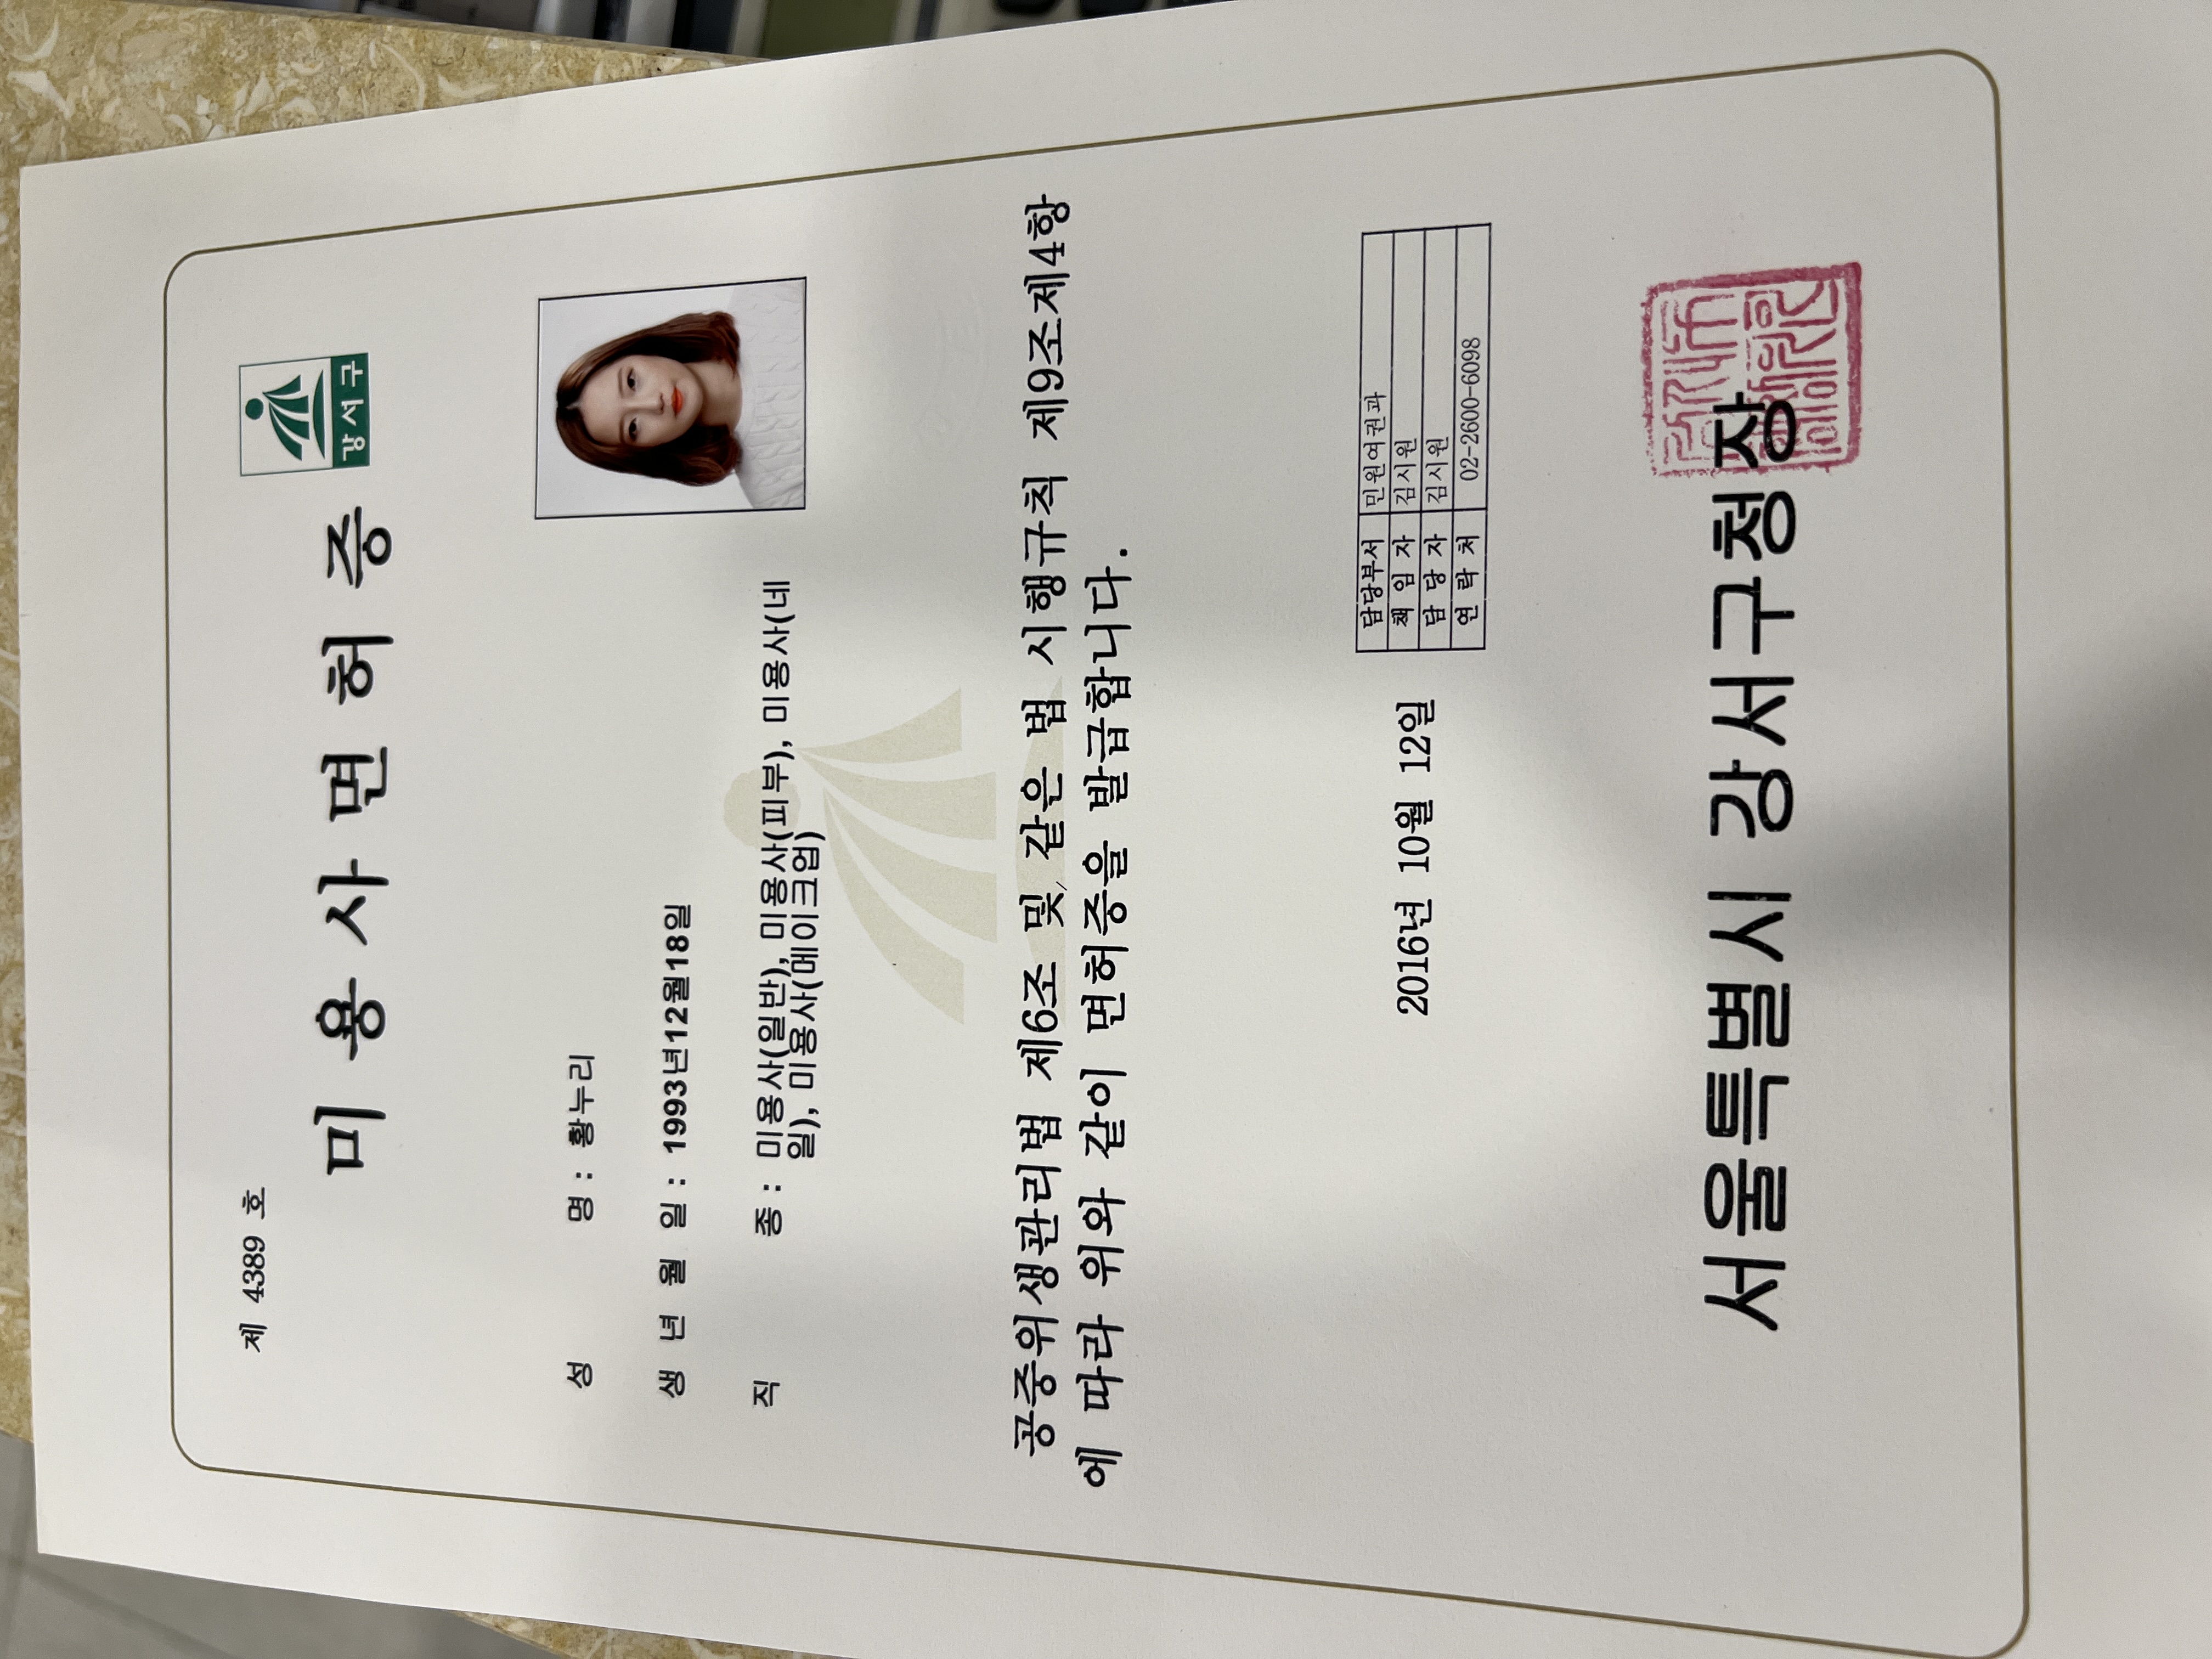 제 4389 호
강서구
미 용 사 면 허 증
성 명 : 황누리
생 년 월 일 : 1993년12월18일
직 종 : 미용사(일반), 미용사(피부), 미용사(네
일), 미용사(메이크업)
공중위생관리법 제6조 및 같은 법 시행규칙 제9조제4항
에 따라 위와 같이 면허증을 발급합니다.
2016년 10월 12일
담당부서 민원여권과
책 임 자 김시원
담 당 자 김시원
연 락 처 02-2600-6098
서울특별시 강서구청장